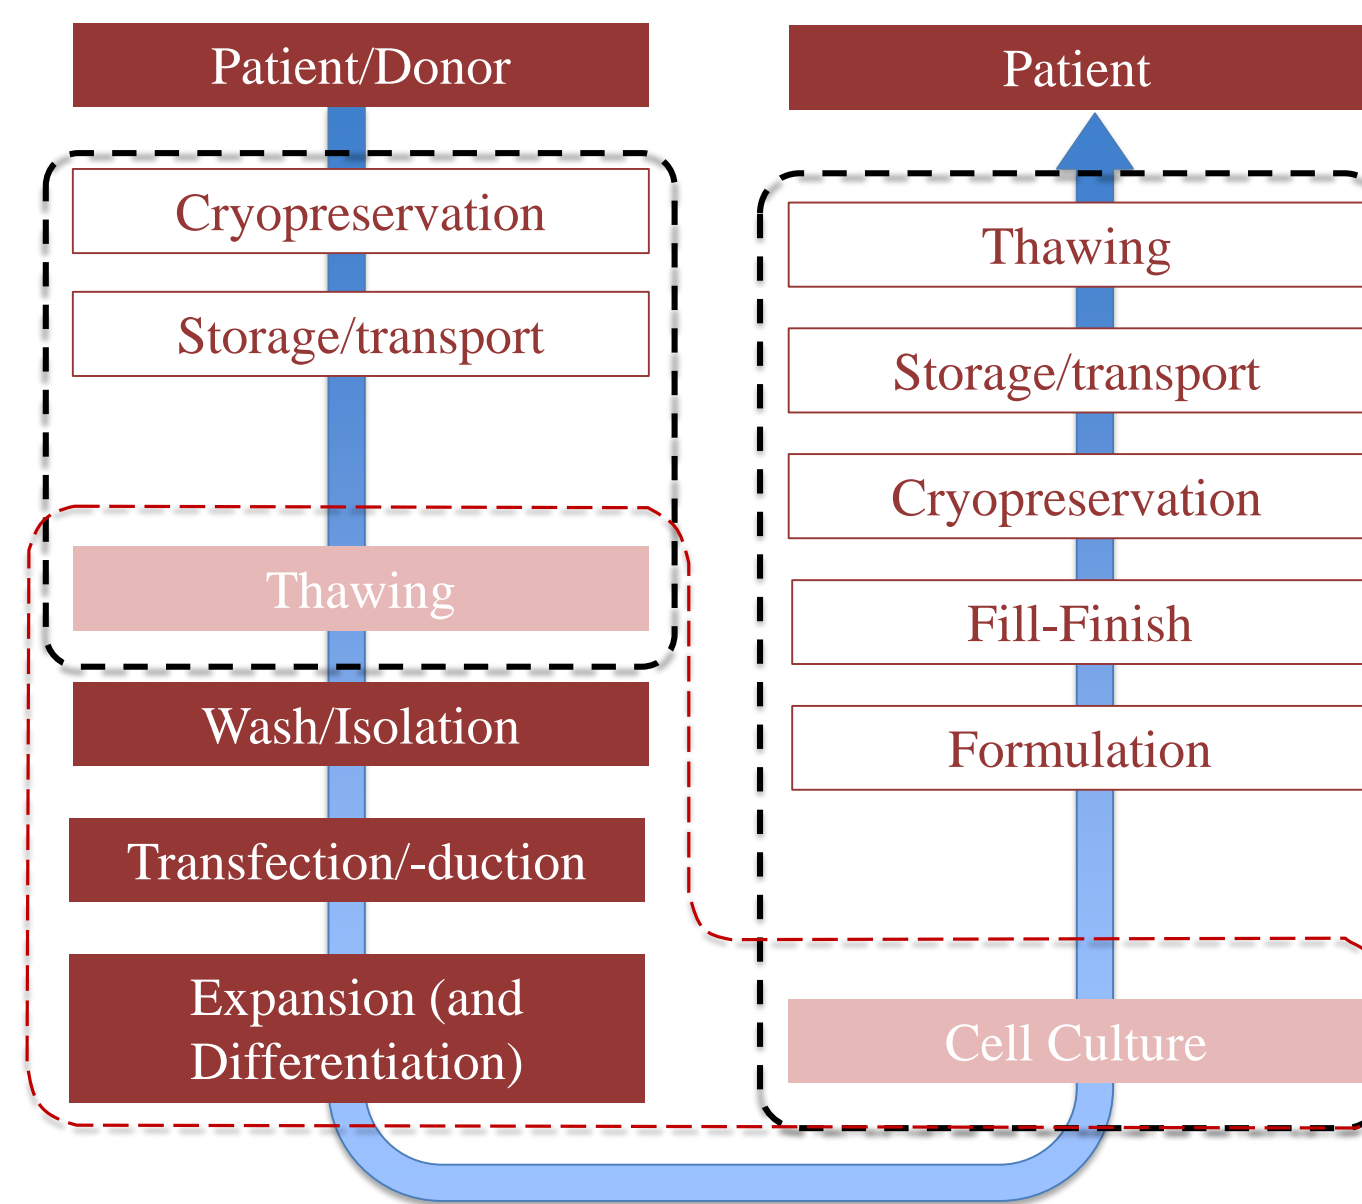 Patient/Donor
Cryopreservation
Storage/transport
Thawing
Wash/Isolation
Transfection/-duction
Expansion (and
Differentiation)
Patient
Thawing
Storage/transport
Cryopreservation
Fill-Finish
Formulation
Cell Culture